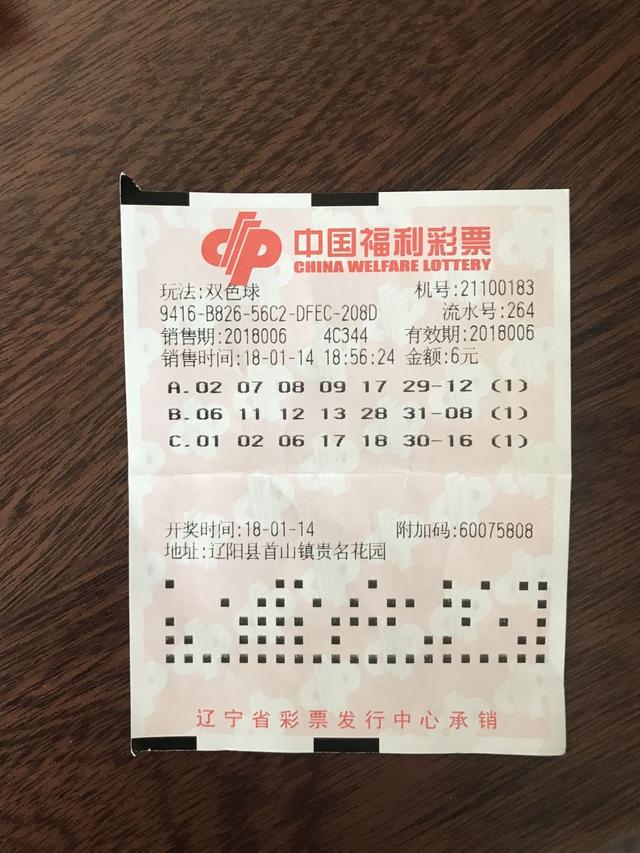 中国福利彩票
CHINA WELFARE LOTTERY
玩法:双色球 机号:21100183
9416-B826-56C2-DFEC-208D 流水号:264
销售期:2018006 4C344 有效期:2018006
销售时间:18-01-14 18:56:24 金额:6元
A.02 07 08 09 17 29-12 (1)
B.06 11 12 13 28 31-08 (1)
C.01 02 06 17 18 30-16 (1)
开奖时间:18-01-14 附加码:60075808
地址:辽阳县首山镇贵名花园
辽宁省彩票发行中心承销